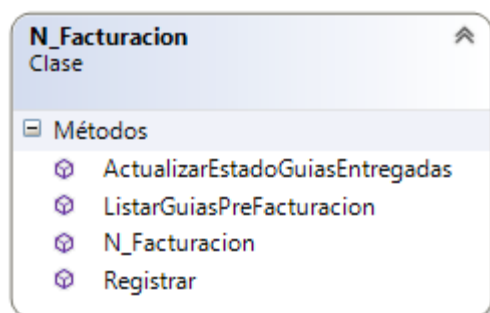 N_Facturacion
Clase
Métodos
ActualizarEstadoGuiasEntregadas
ListarGuiasPreFacturacion
N_Facturacion
Registrar